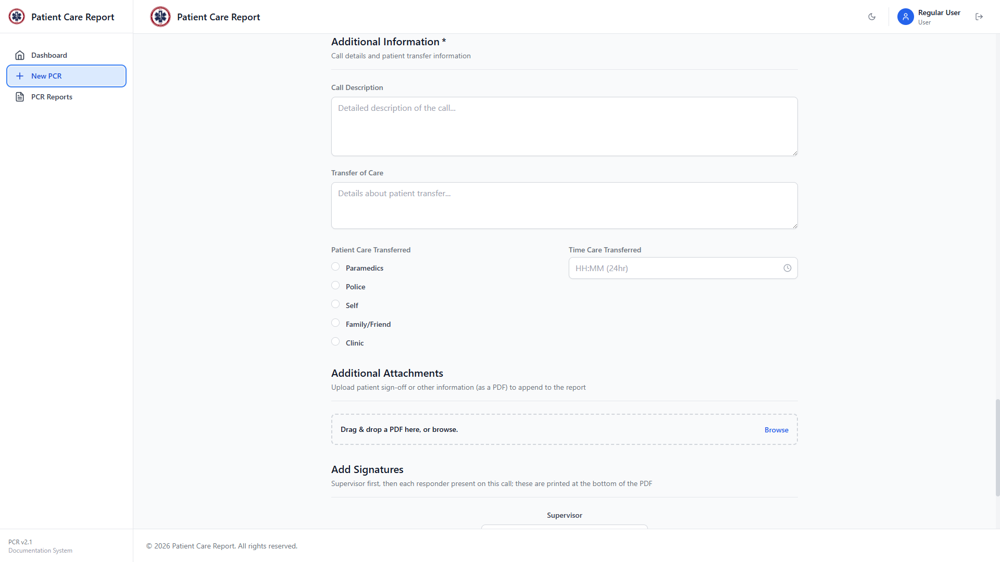 Patient Care Report
Patient Care Report
Regular User
User
Dashboard
New PCR
PCR Reports
Additional Information *
Call details and patient transfer information
Call Description
Detailed description of the call...
Transfer of Care
Details about patient transfer...
Patient Care Transferred
Paramedics
Police
Self
Family/Friend
Clinic
Time Care Transferred
HH:MM (24hr)
Additional Attachments
Upload patient sign-off or other information (as a PDF) to append to the report
Drag & drop a PDF here, or browse.
Browse
Add Signatures
Supervisor first, then each responder present on this call; these are printed at the bottom of the PDF
Supervisor
PCR v2.1
Documentation System
© 2026 Patient Care Report. All rights reserved.